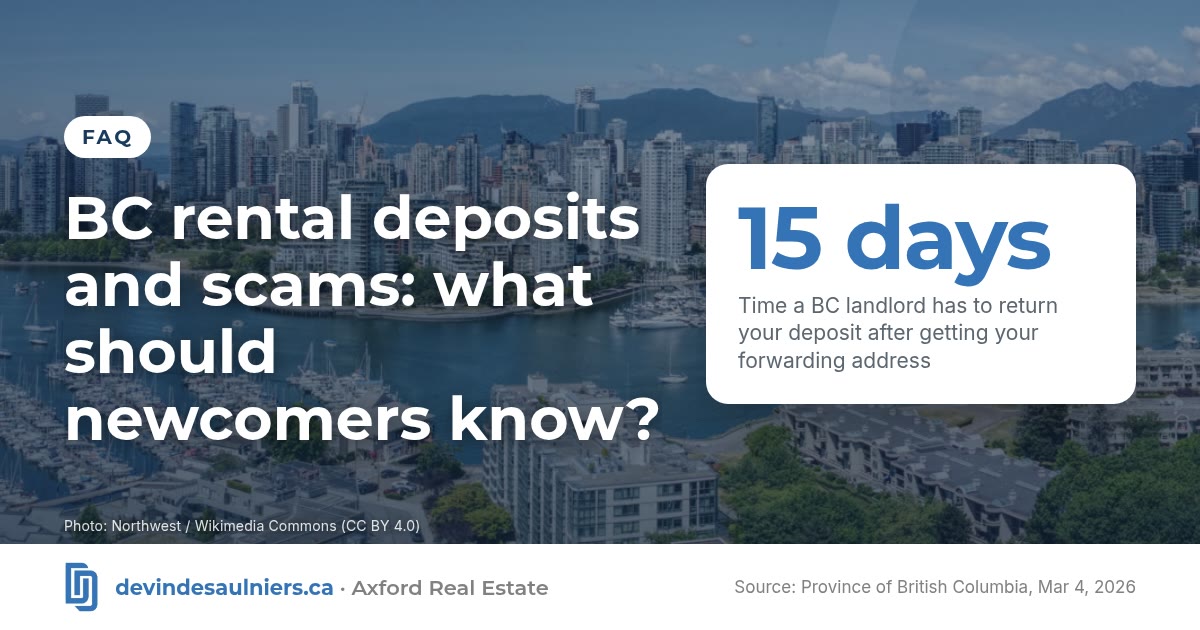 FAQ
BC rental deposits
and scams: what
should
newcomers know?
15 days
Time a BC landlord has to return
your deposit after getting your
forwarding address
Photo: Northwest / Wikimedia Commons (CC BY 4.0)
devindesaulniers.ca · Axford Real Estate
Source: Province of British Columbia, Mar 4, 2026